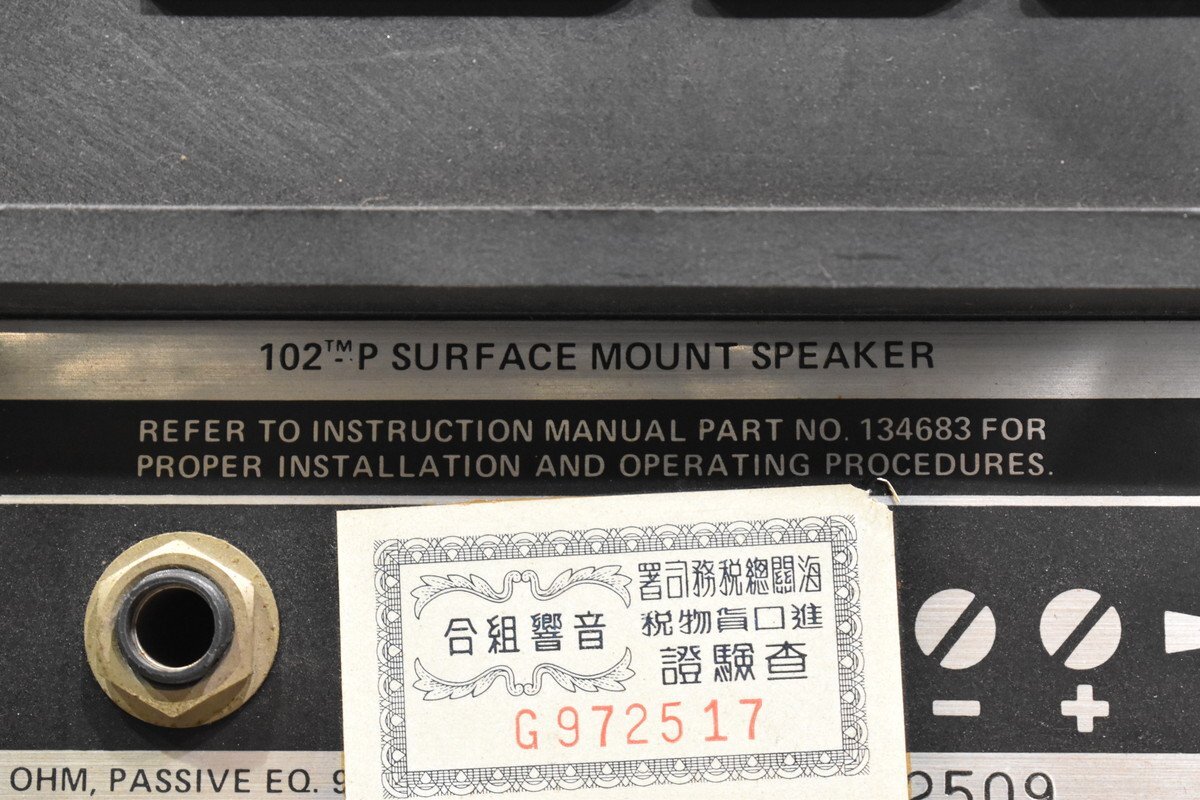 102™-P SURFACE MOUNT SPEAKER
REFER TO INSTRUCTION MANUAL PART NO. 134683 FOR
PROPER INSTALLATION AND OPERATING PROCEDURES.
署司務稅總關海
稅物貨口進
證驗查
合組響音
G972517
- +
OHM, PASSIVE EQ. 9
2509